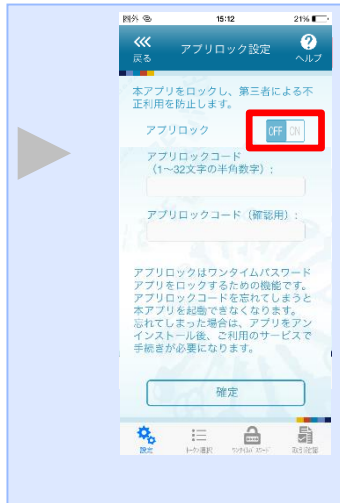 圏外
15:12
21%
戻る
アプリロック設定
ヘルプ
本アプリをロックし、第三者による不
正利用を防止します。
アプリロック
OFF ON
アプリロックコード
（1～32文字の半角数字）:
アプリロックコード（確認用）:
アプリロックはワンタイムパスワード
アプリをロックするための機能です。
アプリロックコードを忘れてしまうと
本アプリを起動できなくなります。
忘れてしまった場合は、アプリをアン
インストール後、ご利用のサービスで
手続きが必要になります。
確定
設定
トークン選択
ワンタイムパスワード